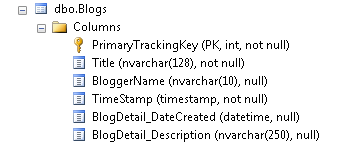 dbo.Blogs
Columns
PrimaryTrackingKey (PK, int, not null)
Title (nvarchar(128), not null)
BloggerName (nvarchar(10), null)
TimeStamp (timestamp, not null)
BlogDetail_DateCreated (datetime, null)
BlogDetail_Description (nvarchar(250), null)